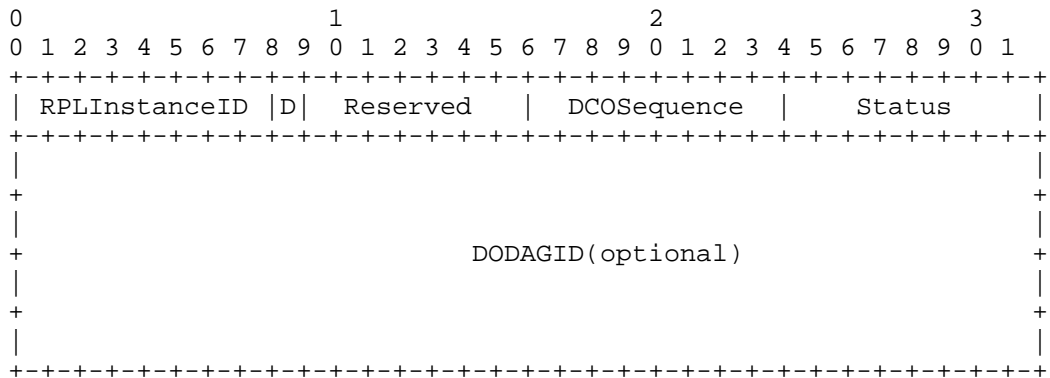 0                   1                   2                   3
0 1 2 3 4 5 6 7 8 9 0 1 2 3 4 5 6 7 8 9 0 1 2 3 4 5 6 7 8 9 0 1
+-+-+-+-+-+-+-+-+-+-+-+-+-+-+-+-+-+-+-+-+-+-+-+-+-+-+-+-+-+-+-+-+
| RPLInstanceID |D|  Reserved   |  DCOSequence  |    Status     |
+-+-+-+-+-+-+-+-+-+-+-+-+-+-+-+-+-+-+-+-+-+-+-+-+-+-+-+-+-+-+-+-+
|                                                               |
+                                                               +
|                                                               |
+                            DODAGID(optional)                  +
|                                                               |
+                                                               +
|                                                               |
+-+-+-+-+-+-+-+-+-+-+-+-+-+-+-+-+-+-+-+-+-+-+-+-+-+-+-+-+-+-+-+-+